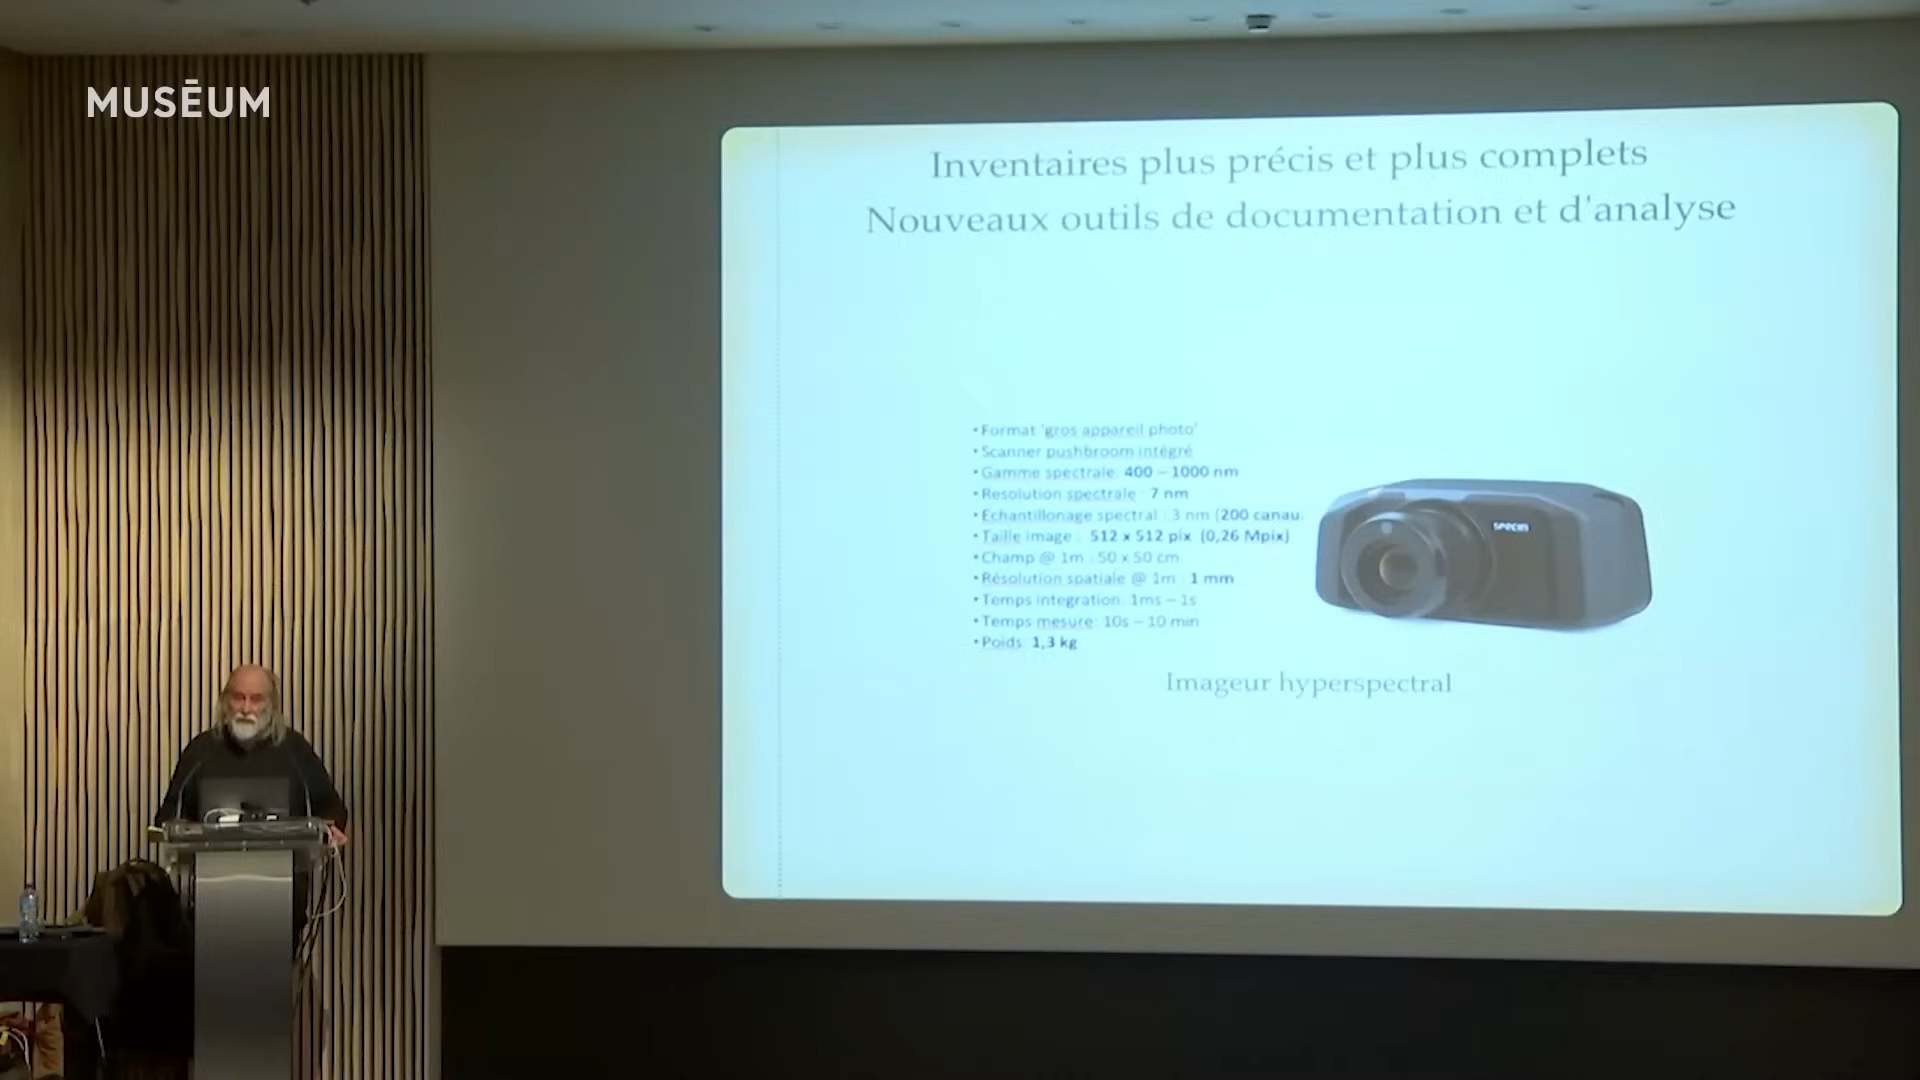 MUSĒUM
Inventaires plus précis et plus complets
Nouveaux outils de documentation et d'analyse
• Format 'gros appareil photo'
• Scanner pushbroom intégré
• Gamme spectrale: 400 – 1000 nm
• Resolution spectrale : 7 nm
• Echantillonage spectral : 3 nm (200 canau
• Taille image : 512 x 512 pix (0,26 Mpix)
• Champ @ 1m : 50 x 50 cm
• Résolution spatiale @ 1m : 1 mm
• Temps integration: 1ms – 1s
• Temps mesure: 10s – 10 min
• Poids: 1,3 kg
SPECIM
Imageur hyperspectral